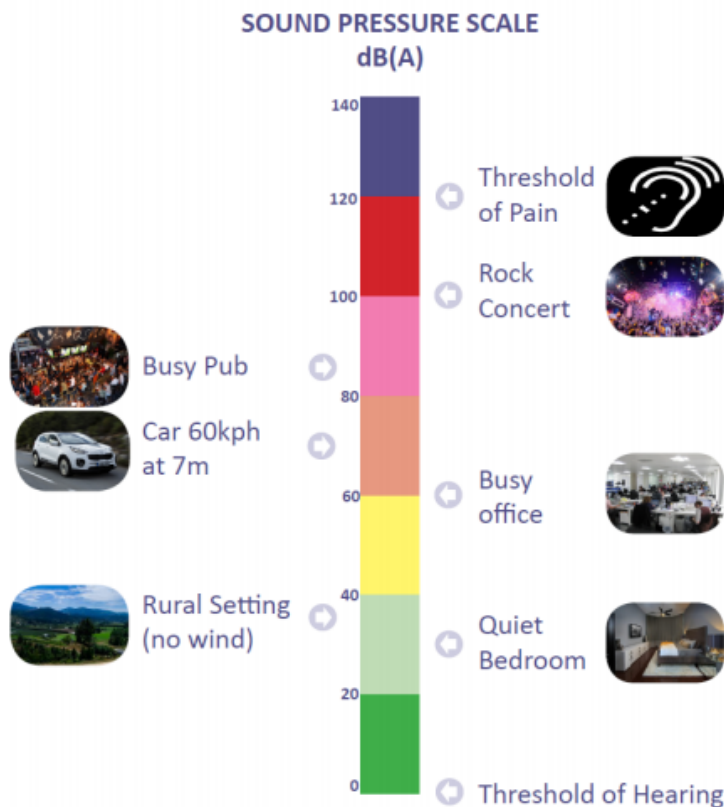 SOUND PRESSURE SCALE
dB(A)
140
Threshold
of Pain
120
Rock
Concert
100
Busy Pub
80
Car 60kph
at 7m
60
Busy
office
40
Rural Setting
(no wind)
Quiet
Bedroom
20
0
Threshold of Hearing